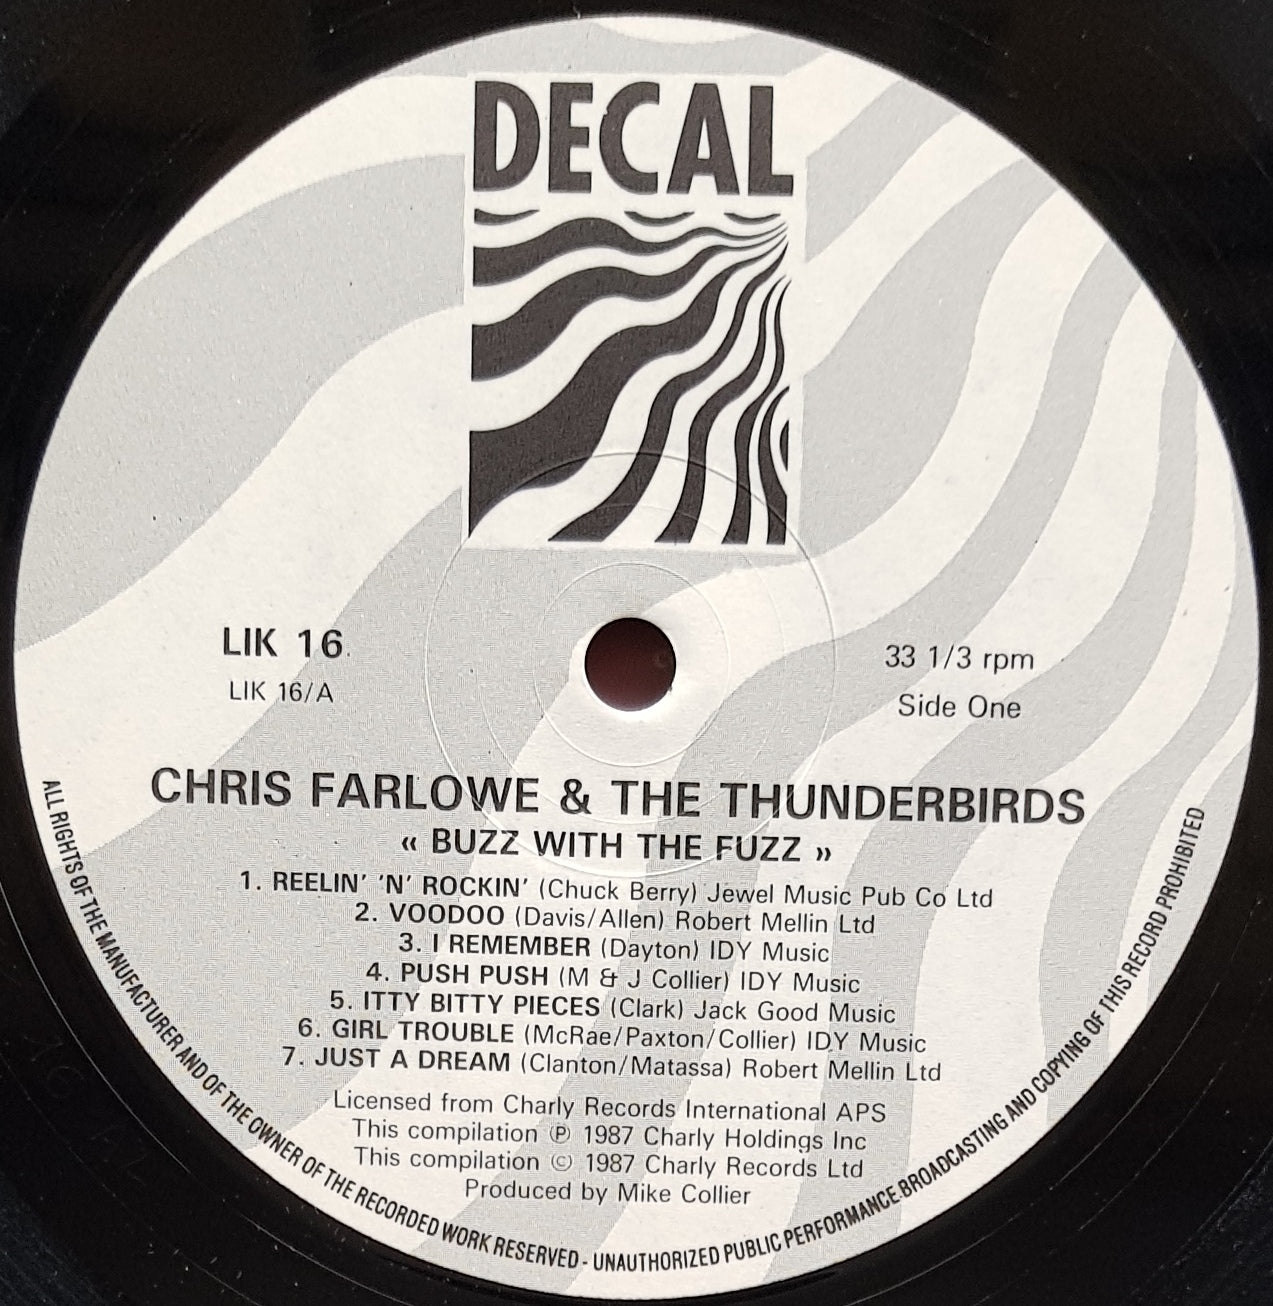 DECAL
LIK 16
LIK 16/A
33 1/3 rpm
Side One
CHRIS FARLOWE & THE THUNDERBIRDS
« BUZZ WITH THE FUZZ »
1. REELIN' 'N' ROCKIN' (Chuck Berry) Jewel Music Pub Co Ltd
2. VOODOO (Davis/Allen) Robert Mellin Ltd
3. I REMEMBER (Dayton) IDY Music
4. PUSH PUSH (M & J Collier) IDY Music
5. ITTY BITTY PIECES (Clark) Jack Good Music
6. GIRL TROUBLE (McRae/Paxton/Collier) IDY Music
7. JUST A DREAM (Clanton/Matassa) Robert Mellin Ltd
Licensed from Charly Records International APS
This compilation ℗ 1987 Charly Holdings Inc
This compilation © 1987 Charly Records Ltd
Produced by Mike Collier
ALL RIGHTS OF THE MANUFACTURER AND OF THE OWNER OF THE RECORDED WORK RESERVED - UNAUTHORIZED PUBLIC PERFORMANCE BROADCASTING AND COPYING OF THIS RECORD PROHIBITED